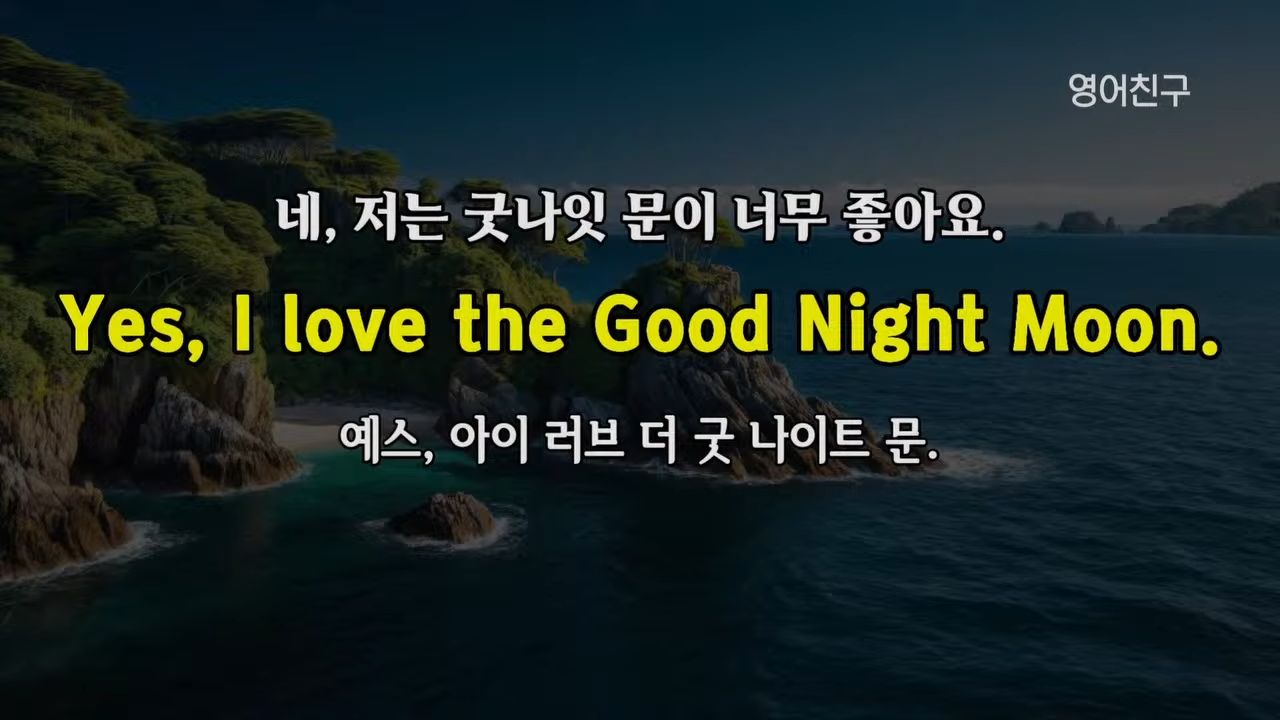 영어친구
네, 저는 굿나잇 문이 너무 좋아요.
Yes, I love the Good Night Moon.
예스, 아이 러브 더 굿 나이트 문.